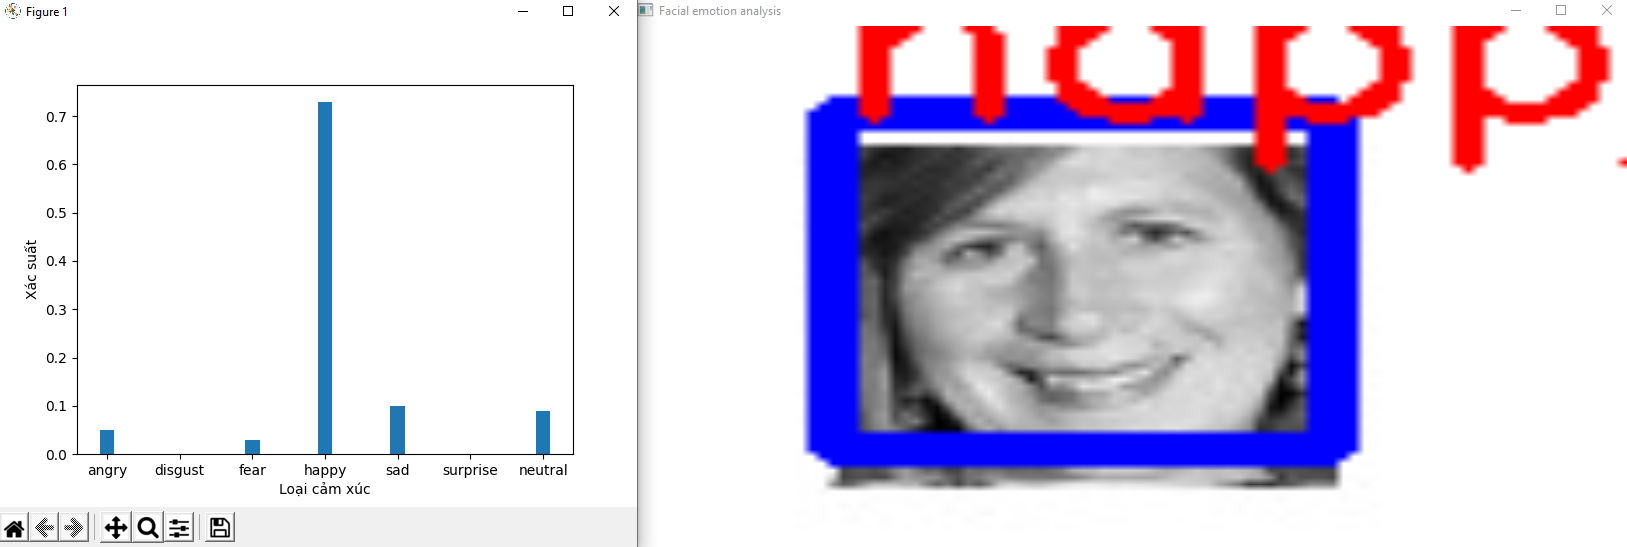 Figure 1
Facial emotion analysis
happy
0.7
0.6
0.5
0.4
0.3
0.2
0.1
0.0
Xác suất
angry disgust fear happy sad surprise neutral
Loại cảm xúc